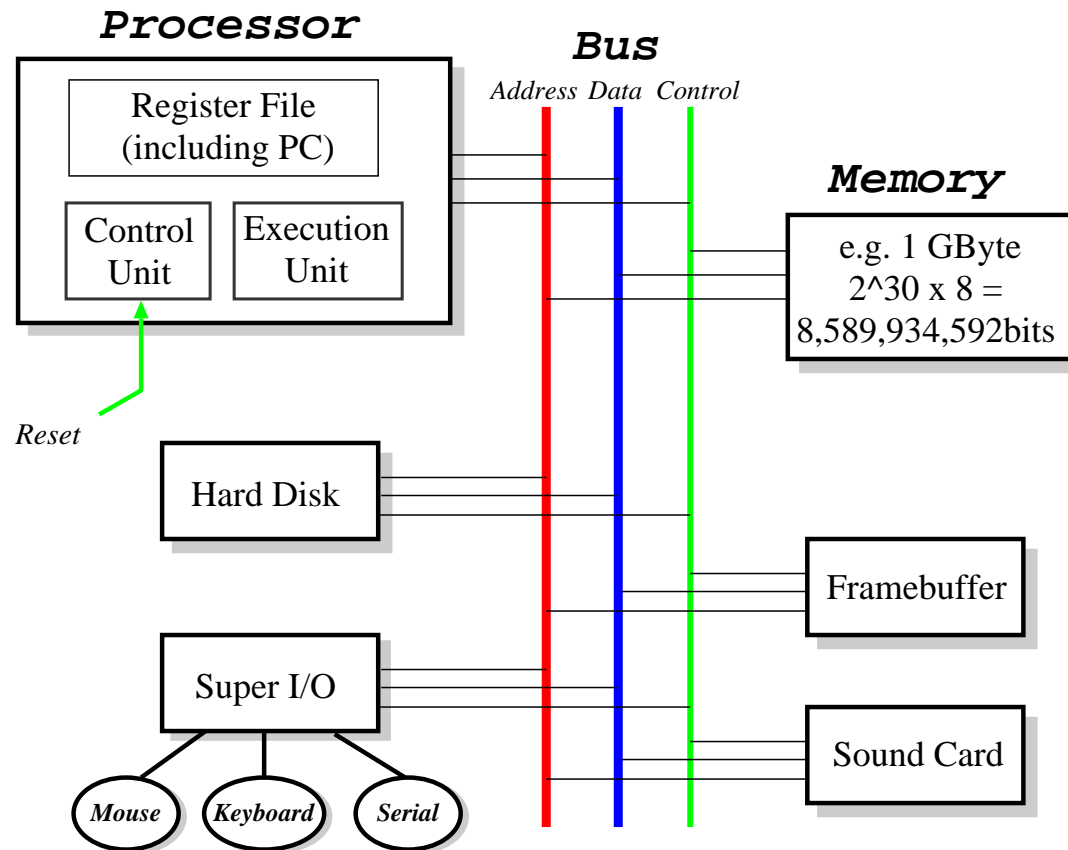 Processor
Register File
(including PC)
Control
Unit
Execution
Unit
Reset
Bus
Address Data Control
Memory
e.g. 1 GByte
2^30 x 8 =
8,589,934,592bits
Hard Disk
Framebuffer
Super I/O
Sound Card
Mouse
Keyboard
Serial